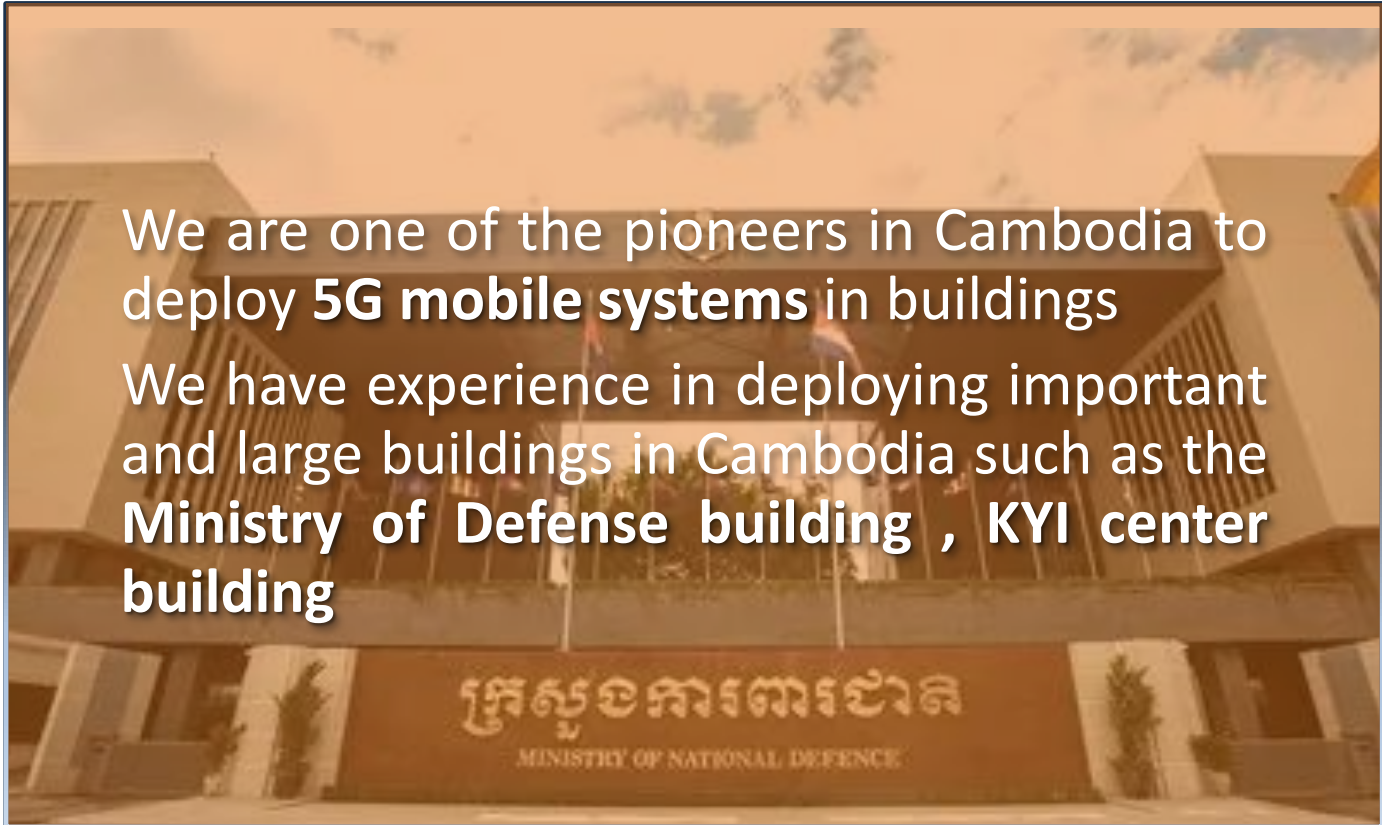 We are one of the pioneers in Cambodia to
deploy 5G mobile systems in buildings
We have experience in deploying important
and large buildings in Cambodia such as the
Ministry of Defense building , KYI center
building
ក្រសួងការពារជាតិ
MINISTRY OF NATIONAL DEFENCE